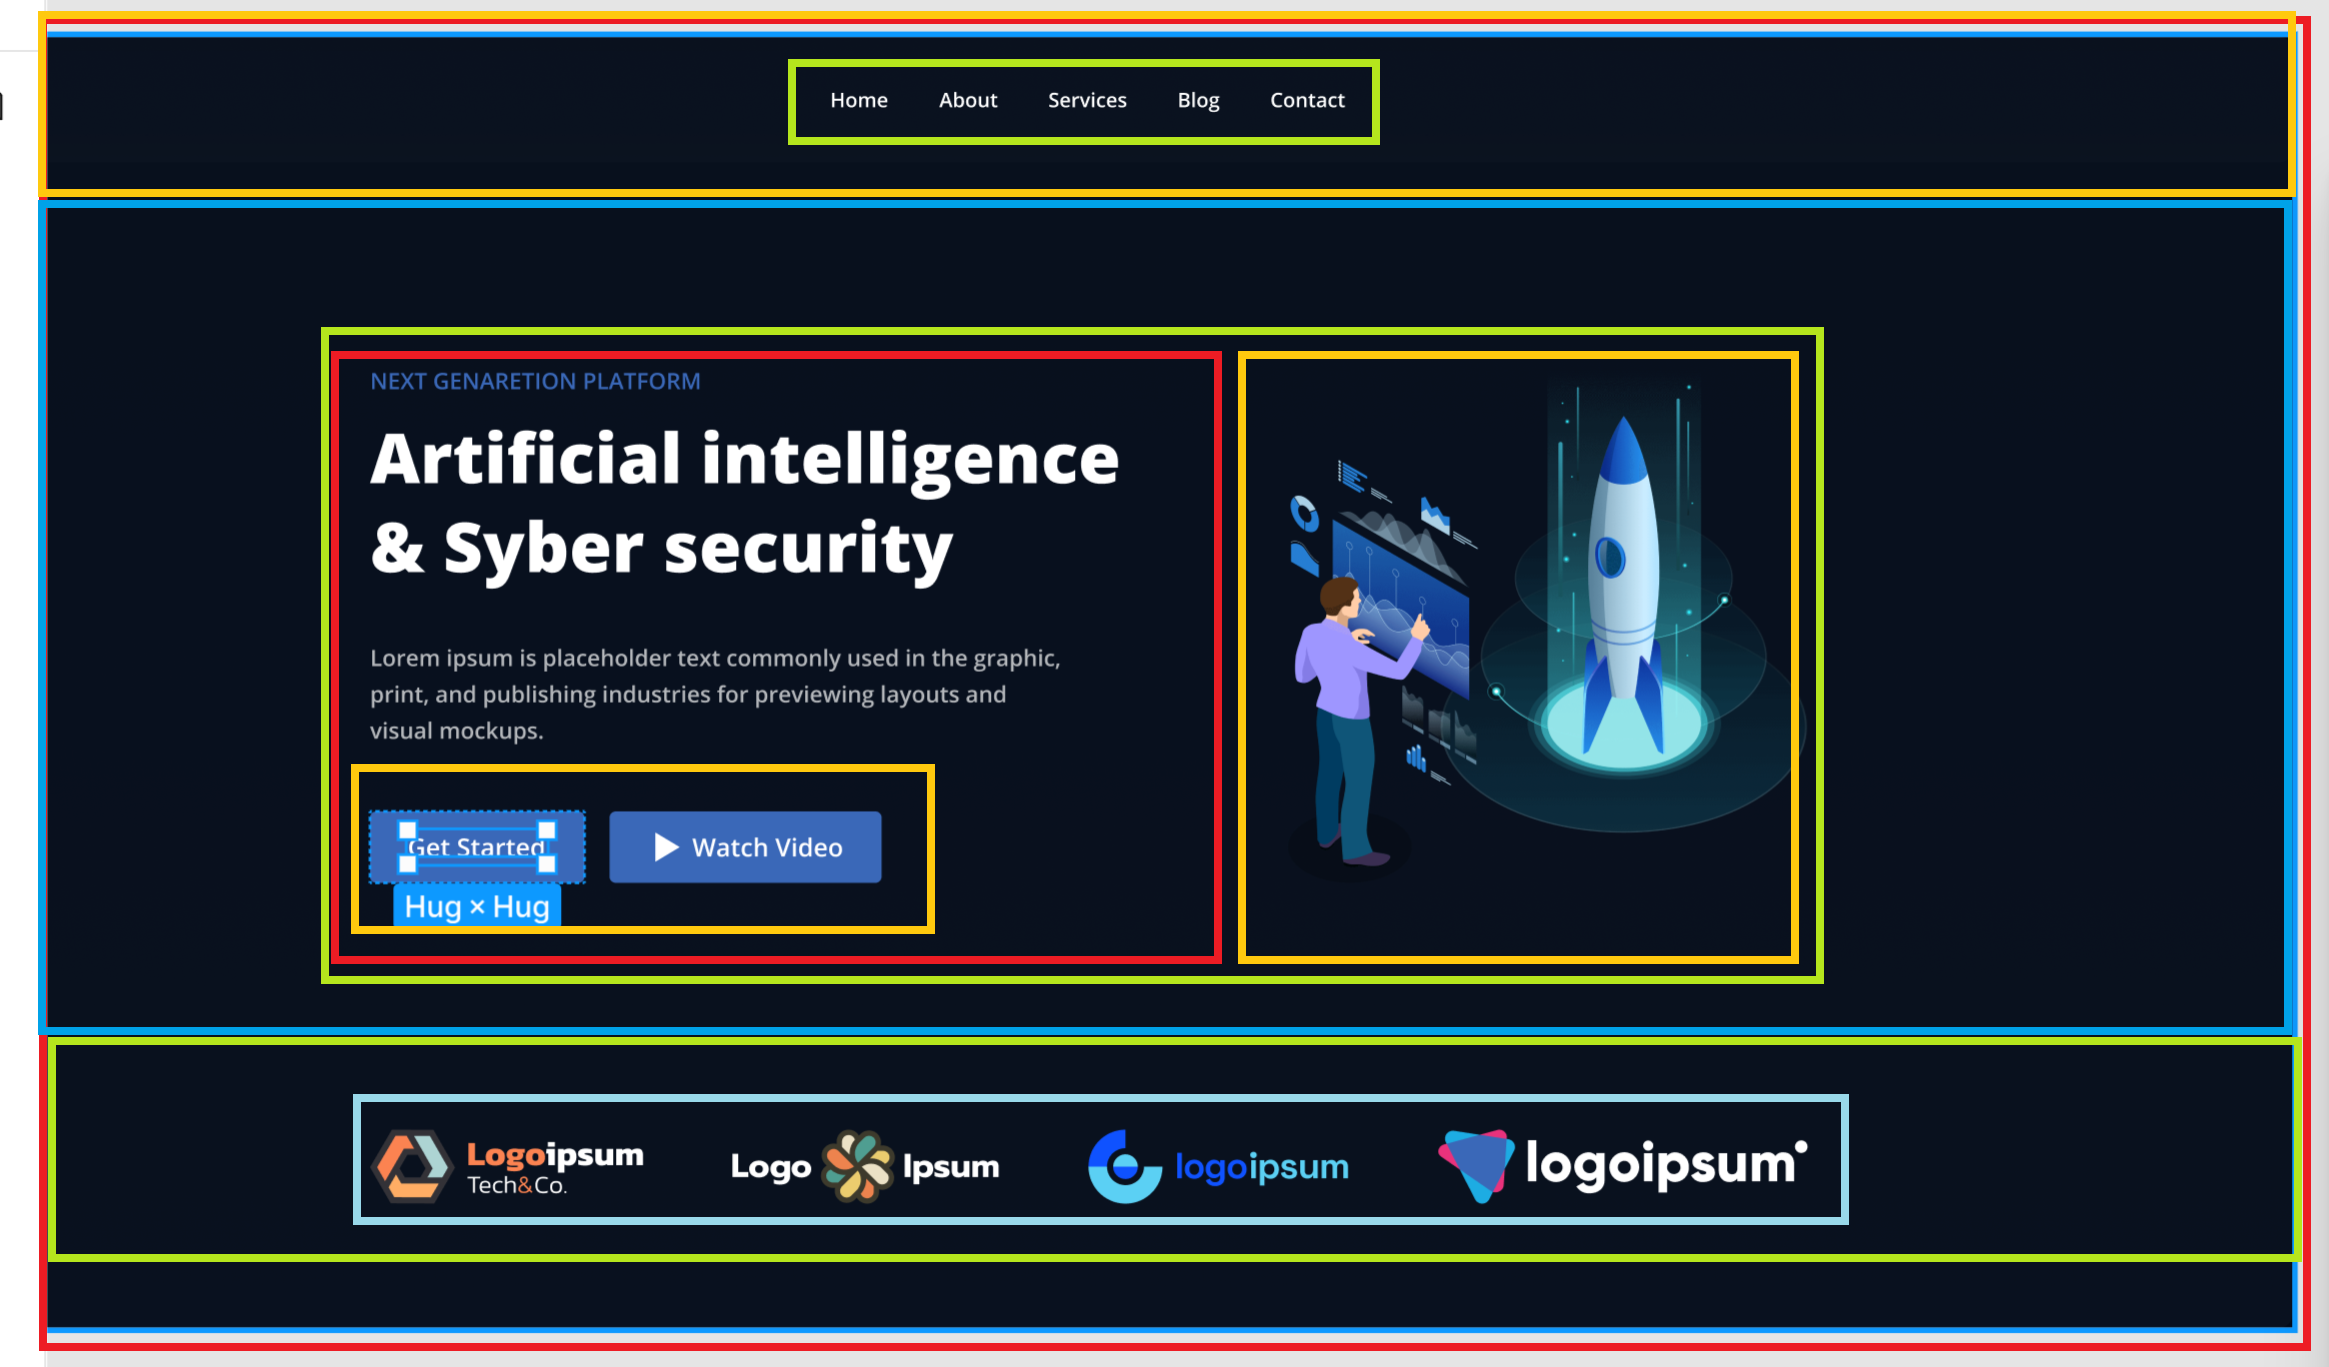 Home About Services Blog Contact
NEXT GENARETION PLATFORM
Artificial intelligence
& Syber security
Lorem ipsum is placeholder text commonly used in the graphic,
print, and publishing industries for previewing layouts and
visual mockups.
Get Started Watch Video
Hug × Hug
Logoipsum
Tech&Co.
Logo Ipsum
logoipsum
logoipsum